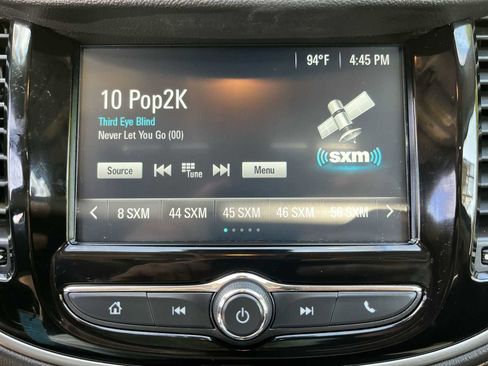 94°F 4:45 PM
10 Pop2K
Third Eye Blind
Never Let You Go (00)
sxm
Source Tune Menu
8 SXM 44 SXM 45 SXM 46 SXM 56 SXM